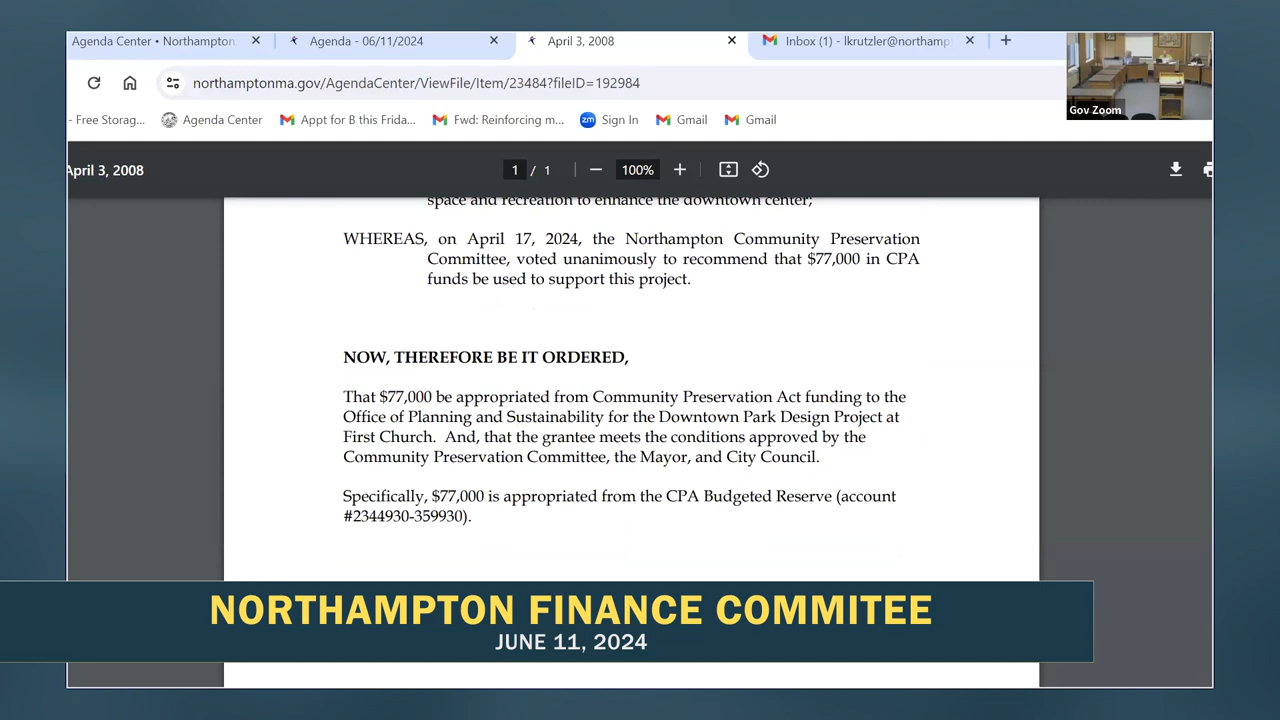 Agenda Center • Northampton
Agenda - 06/11/2024
April 3, 2008
Inbox (1) - lkrutzler@northamp
northamptonma.gov/AgendaCenter/ViewFile/Item/23484?fileID=192984
Gov Zoom
- Free Storag...
Agenda Center
Appt for B this Frida...
Fwd: Reinforcing m...
zm
Sign In
Gmail
Gmail
April 3, 2008
1 / 1
100%
space and recreation to enhance the downtown center;
WHEREAS, on April 17, 2024, the Northampton Community Preservation
Committee, voted unanimously to recommend that $77,000 in CPA
funds be used to support this project.
NOW, THEREFORE BE IT ORDERED,
That $77,000 be appropriated from Community Preservation Act funding to the
Office of Planning and Sustainability for the Downtown Park Design Project at
First Church. And, that the grantee meets the conditions approved by the
Community Preservation Committee, the Mayor, and City Council.
Specifically, $77,000 is appropriated from the CPA Budgeted Reserve (account
#2344930-359930).
NORTHAMPTON FINANCE COMMITEE
JUNE 11, 2024